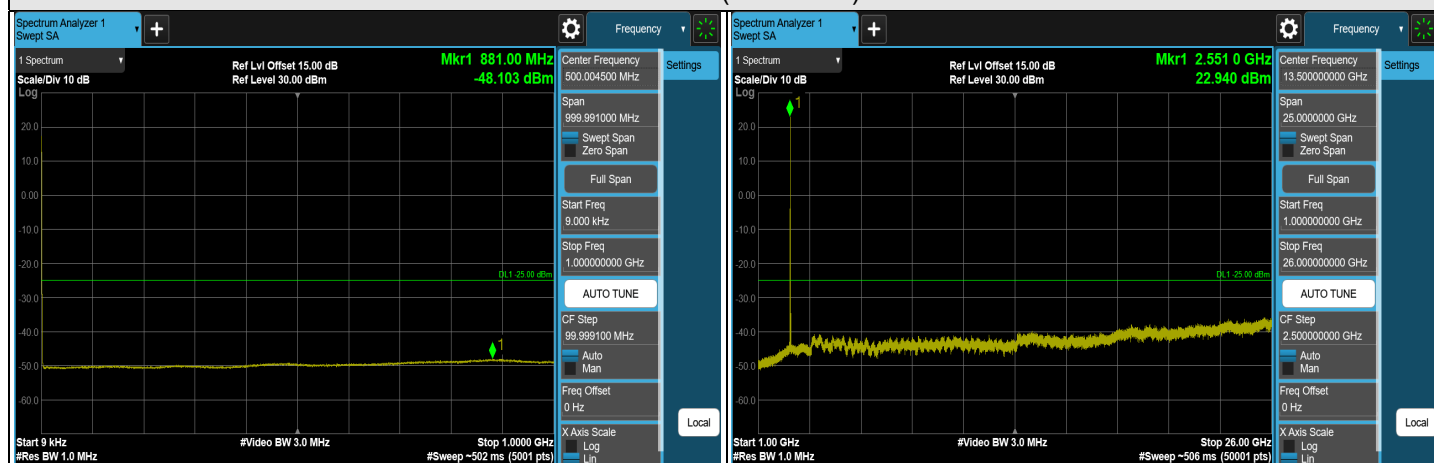 Spectrum Analyzer 1
Swept SA
+
Frequency
1 Spectrum
Scale/Div 10 dB
Log
Ref Lvl Offset 15.00 dB
Ref Level 30.00 dBm
Mkr1 881.00 MHz
-48.103 dBm
20.0
10.0
0.00
-10.0
-20.0
-30.0
-40.0
-50.0
-60.0
DL1 -25.00 dBm
1
Start 9 kHz
#Res BW 1.0 MHz
#Video BW 3.0 MHz
Stop 1.0000 GHz
#Sweep ~502 ms (5001 pts)
Center Frequency
500.004500 MHz
Span
999.991000 MHz
Swept Span
Zero Span
Full Span
Start Freq
9.000 kHz
Stop Freq
1.000000000 GHz
AUTO TUNE
CF Step
99.999100 MHz
Auto
Man
Freq Offset
0 Hz
X Axis Scale
Log
Lin
Settings
Local
Spectrum Analyzer 1
Swept SA
+
Frequency
1 Spectrum
Scale/Div 10 dB
Log
Ref Lvl Offset 15.00 dB
Ref Level 30.00 dBm
Mkr1 2.551 0 GHz
22.940 dBm
20.0
10.0
0.00
-10.0
-20.0
-30.0
-40.0
-50.0
-60.0
DL1 -25.00 dBm
1
Start 1.00 GHz
#Res BW 1.0 MHz
#Video BW 3.0 MHz
Stop 26.00 GHz
#Sweep ~506 ms (50001 pts)
Center Frequency
13.500000000 GHz
Span
25.0000000 GHz
Swept Span
Zero Span
Full Span
Start Freq
1.000000000 GHz
Stop Freq
26.000000000 GHz
AUTO TUNE
CF Step
2.500000000 GHz
Auto
Man
Freq Offset
0 Hz
X Axis Scale
Log
Lin
Settings
Local